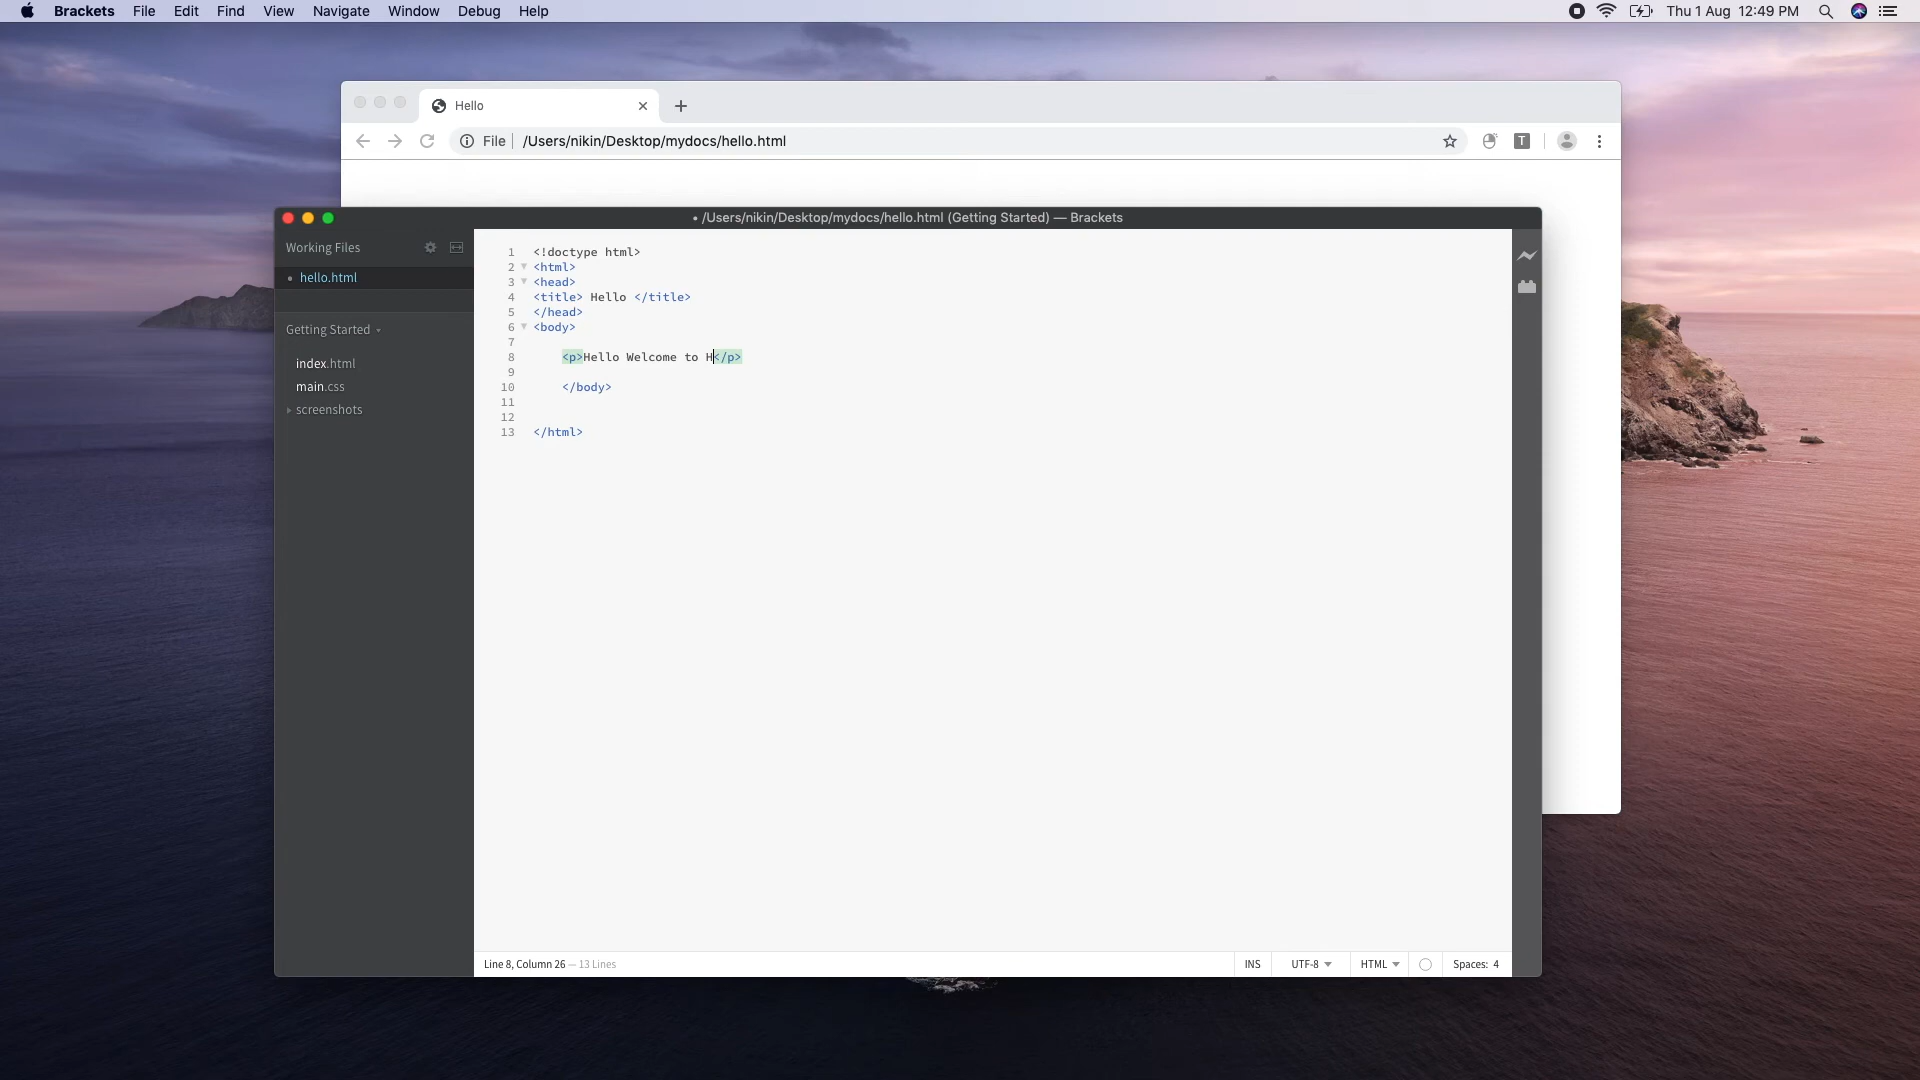 Brackets File Edit Find View Navigate Window Debug Help Thu 1 Aug 12:49 PM
Hello
File /Users/nikin/Desktop/mydocs/hello.html T
• /Users/nikin/Desktop/mydocs/hello.html (Getting Started) — Brackets
Working Files
• hello.html
Getting Started
index.html
main.css
screenshots
1 <!doctype html>
2 <html>
3 <head>
4 <title> Hello </title>
5 </head>
6 <body>
7
8 <p>Hello Welcome to H</p>
9
10 </body>
11
12
13 </html>
Line 8, Column 26 — 13 Lines INS UTF-8 HTML Spaces: 4